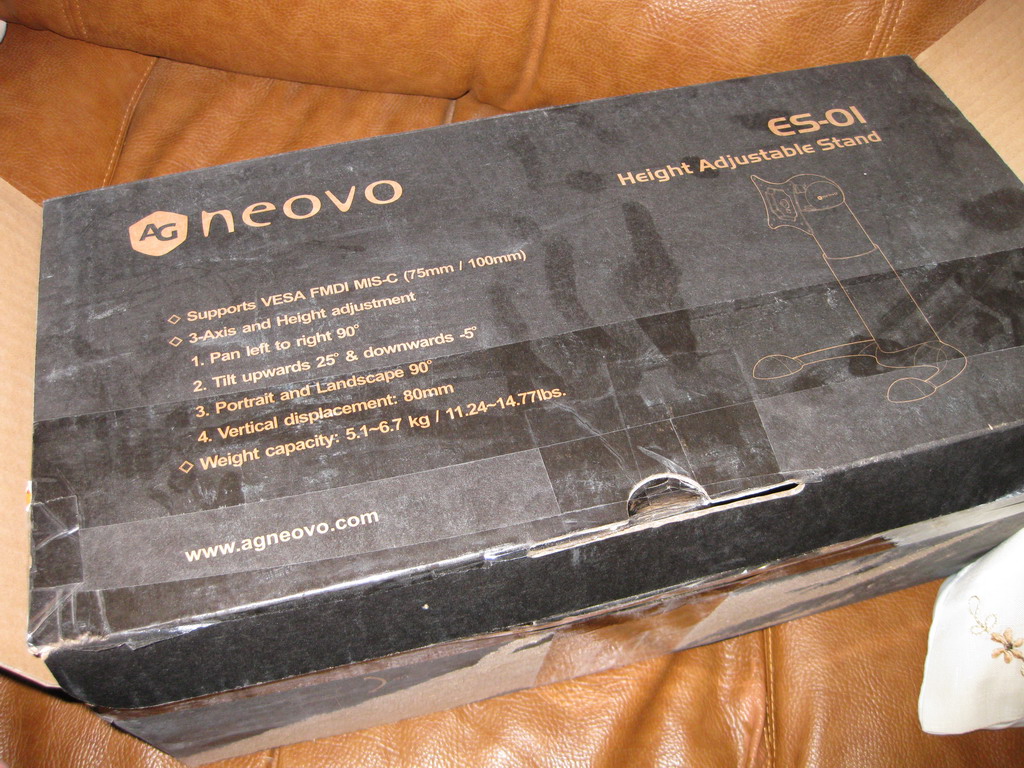 ES-01
Height Adjustable Stand
AG neovo
◇ Supports VESA FMDI MIS-C (75mm / 100mm)
◇ 3-Axis and Height adjustment
1. Pan left to right 90°
2. Tilt upwards 25° & downwards -5°
3. Portrait and Landscape 90°
4. Vertical displacement: 80mm
◇ Weight capacity: 5.1~6.7 kg / 11.24~14.77lbs.
www.agneovo.com